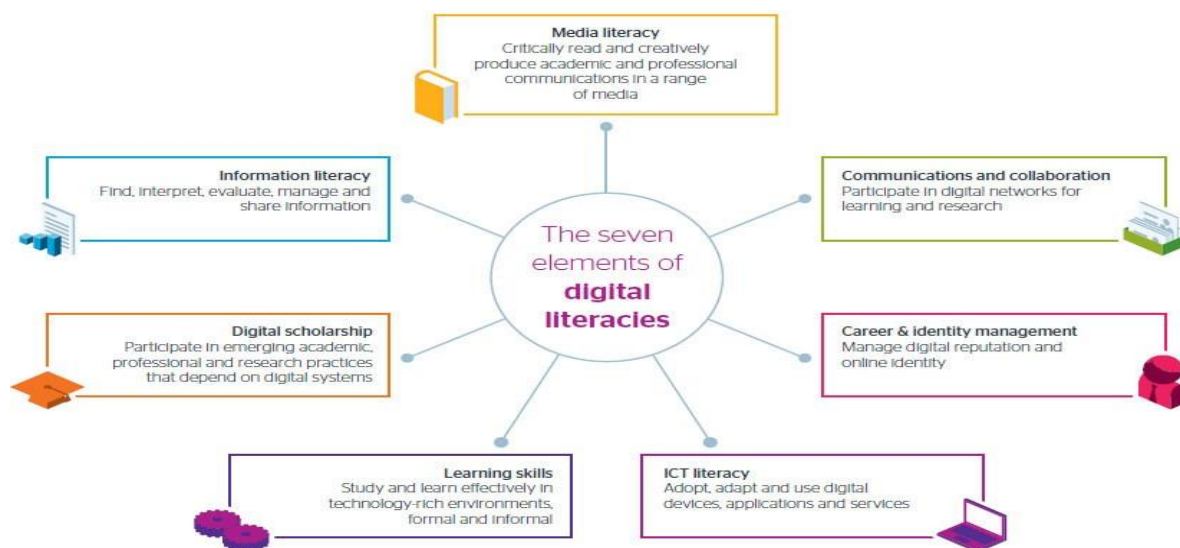 Media literacy
Critically read and creatively
produce academic and professional
communications in a range
of media
Information literacy
Find, interpret, evaluate, manage and
share information
Communications and collaboration
Participate in digital networks for
learning and research
The seven
elements of
digital
literacies
Digital scholarship
Participate in emerging academic,
professional and research practices
that depend on digital systems
Career & identity management
Manage digital reputation and
online identity
Learning skills
Study and learn effectively in
technology-rich environments,
formal and informal
ICT literacy
Adopt, adapt and use digital
devices, applications and services